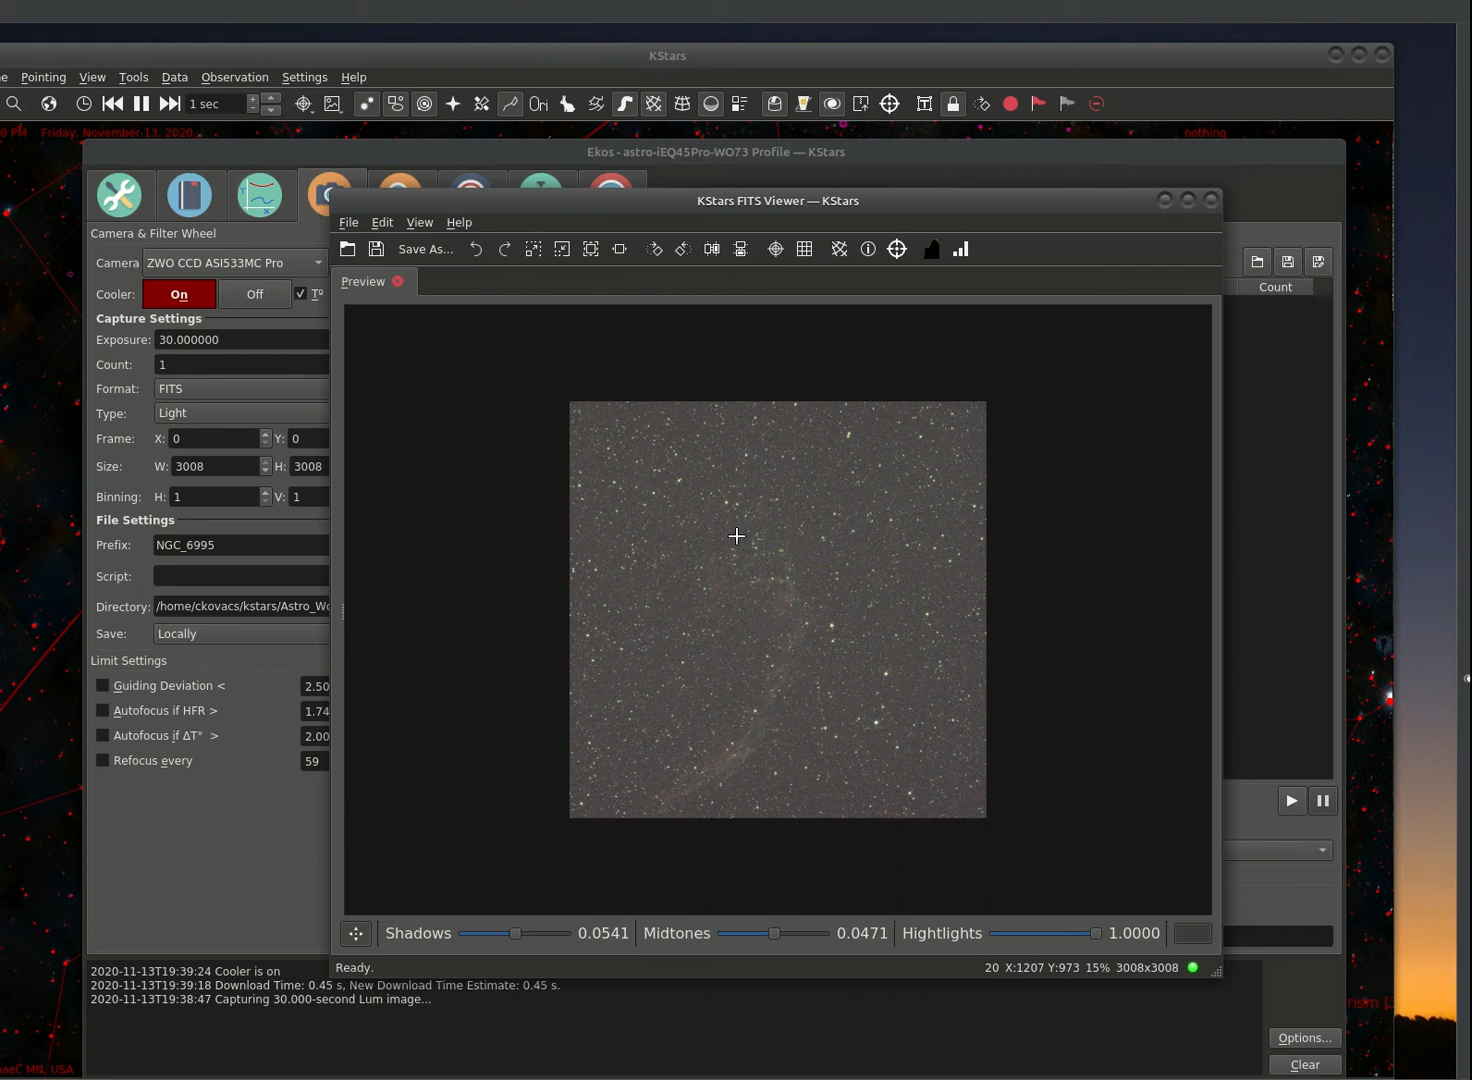 KStars
Pointing View Tools Data Observation Settings Help
1 sec
Ori
PM Friday, November 13, 2020
nothing
Ekos - astro-iEQ45Pro-WO73 Profile — KStars
KStars FITS Viewer — KStars
File Edit View Help
Save As...
Preview
Camera & Filter Wheel
Camera ZWO CCD ASI533MC Pro
Cooler: On Off Tº
Count
Capture Settings
Exposure: 30.000000
Count: 1
Format: FITS
Type: Light
Frame: X: 0 Y: 0
Size: W: 3008 H: 3008
Binning: H: 1 V: 1
File Settings
Prefix: NGC_6995
Script:
Directory: /home/ckovacs/kstars/Astro_Wo
Save: Locally
Limit Settings
Guiding Deviation < 2.50
Autofocus if HFR > 1.74
Autofocus if ΔT° > 2.00
Refocus every 59
Shadows 0.0541 Midtones 0.0471 Hightlights 1.0000
Ready. 20 X:1207 Y:973 15% 3008x3008
2020-11-13T19:39:24 Cooler is on
2020-11-13T19:39:18 Download Time: 0.45 s, New Download Time Estimate: 0.45 s.
2020-11-13T19:38:47 Capturing 30.000-second Lum image...
Options...
Clear
MN, USA